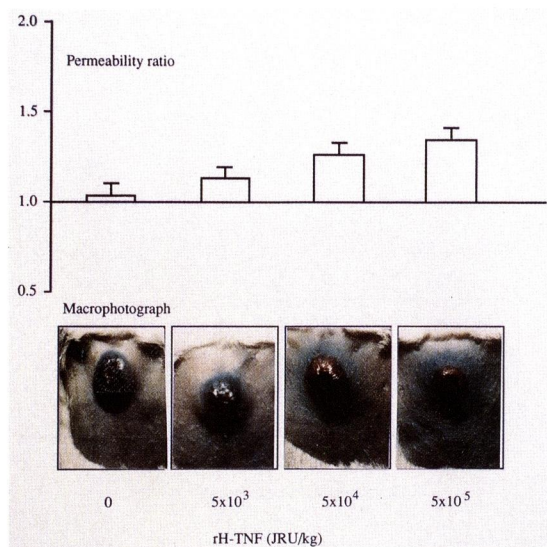 2.0
Permeability ratio
1.5
1.0
0.5
Macrophotograph
0 5x10³ 5x10⁴ 5x10⁵
rH-TNF (JRU/kg)